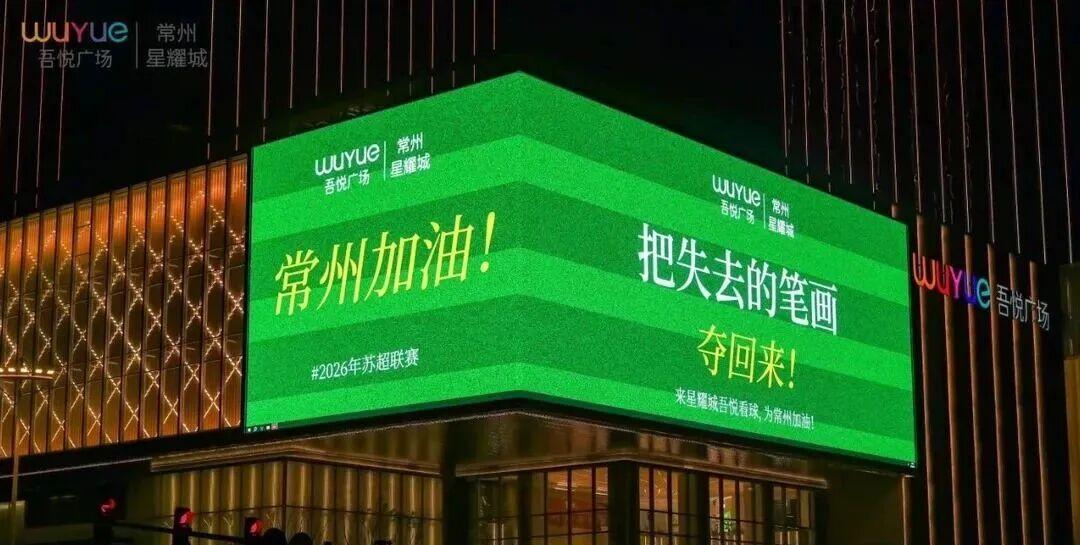 WUYUE
吾悦广场
常州
星耀城
WUYUE
吾悦广场
常州
星耀城
常州加油!
#2026年苏超联赛
WUYUE
吾悦广场
常州
星耀城
把失去的笔画
夺回来!
来星耀城吾悦看球, 为常州加油!
WUYUE 吾悦广场